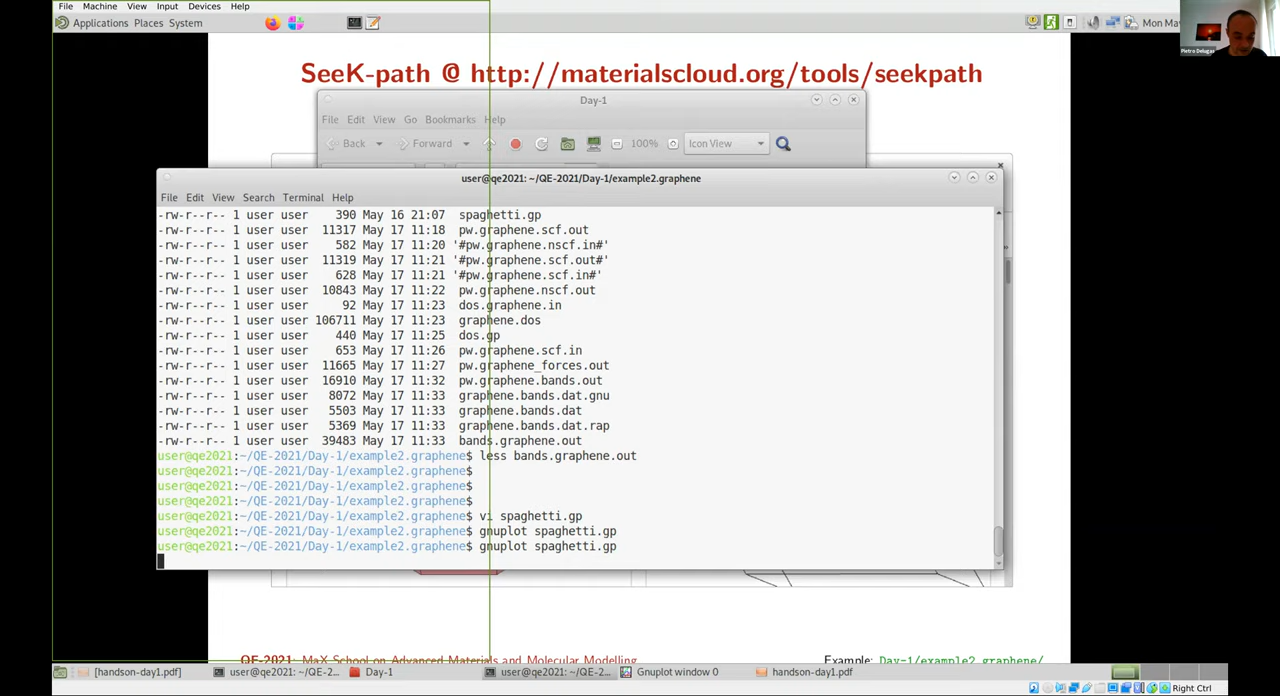 File Machine View Input Devices Help
Applications Places System
Mon May
Pietro Delugas
SeeK-path @ http://materialscloud.org/tools/seekpath
Day-1
File Edit View Go Bookmarks Help
Back Forward 100% Icon View
user@qe2021: ~/QE-2021/Day-1/example2.graphene
File Edit View Search Terminal Help
-rw-r--r-- 1 user user 390 May 16 21:07 spaghetti.gp
-rw-r--r-- 1 user user 11317 May 17 11:18 pw.graphene.scf.out
-rw-r--r-- 1 user user 582 May 17 11:20 '#pw.graphene.nscf.in#'
-rw-r--r-- 1 user user 11319 May 17 11:21 '#pw.graphene.scf.out#'
-rw-r--r-- 1 user user 628 May 17 11:21 '#pw.graphene.scf.in#'
-rw-r--r-- 1 user user 10843 May 17 11:22 pw.graphene.nscf.out
-rw-r--r-- 1 user user 92 May 17 11:23 dos.graphene.in
-rw-r--r-- 1 user user 106711 May 17 11:23 graphene.dos
-rw-r--r-- 1 user user 440 May 17 11:25 dos.gp
-rw-r--r-- 1 user user 653 May 17 11:26 pw.graphene.scf.in
-rw-r--r-- 1 user user 11665 May 17 11:27 pw.graphene_forces.out
-rw-r--r-- 1 user user 16910 May 17 11:32 pw.graphene.bands.out
-rw-r--r-- 1 user user 8072 May 17 11:33 graphene.bands.dat.gnu
-rw-r--r-- 1 user user 5503 May 17 11:33 graphene.bands.dat
-rw-r--r-- 1 user user 5369 May 17 11:33 graphene.bands.dat.rap
-rw-r--r-- 1 user user 39483 May 17 11:33 bands.graphene.out
user@qe2021:~/QE-2021/Day-1/example2.graphene$ less bands.graphene.out
user@qe2021:~/QE-2021/Day-1/example2.graphene$
user@qe2021:~/QE-2021/Day-1/example2.graphene$
user@qe2021:~/QE-2021/Day-1/example2.graphene$
user@qe2021:~/QE-2021/Day-1/example2.graphene$ vi spaghetti.gp
user@qe2021:~/QE-2021/Day-1/example2.graphene$ gnuplot spaghetti.gp
user@qe2021:~/QE-2021/Day-1/example2.graphene$ gnuplot spaghetti.gp
QE-2021: MaX School on Advanced Materials and Molecular Modelling Example: Day-1/example2.graphene/
[handson-day1.pdf] user@qe2021: ~/QE-2... Day-1 user@qe2021: ~/QE-2... Gnuplot window 0 handson-day1.pdf
Right Ctrl